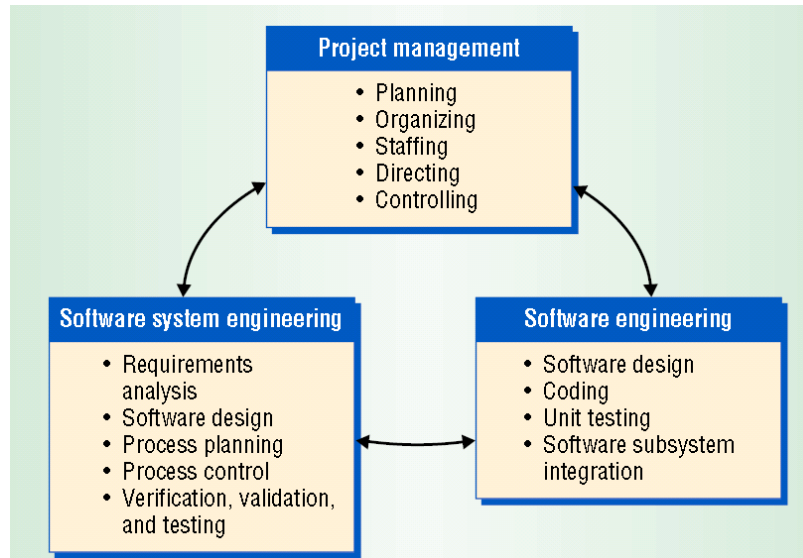 Project management
• Planning
• Organizing
• Staffing
• Directing
• Controlling
Software system engineering
• Requirements
analysis
• Software design
• Process planning
• Process control
• Verification, validation,
and testing
Software engineering
• Software design
• Coding
• Unit testing
• Software subsystem
integration